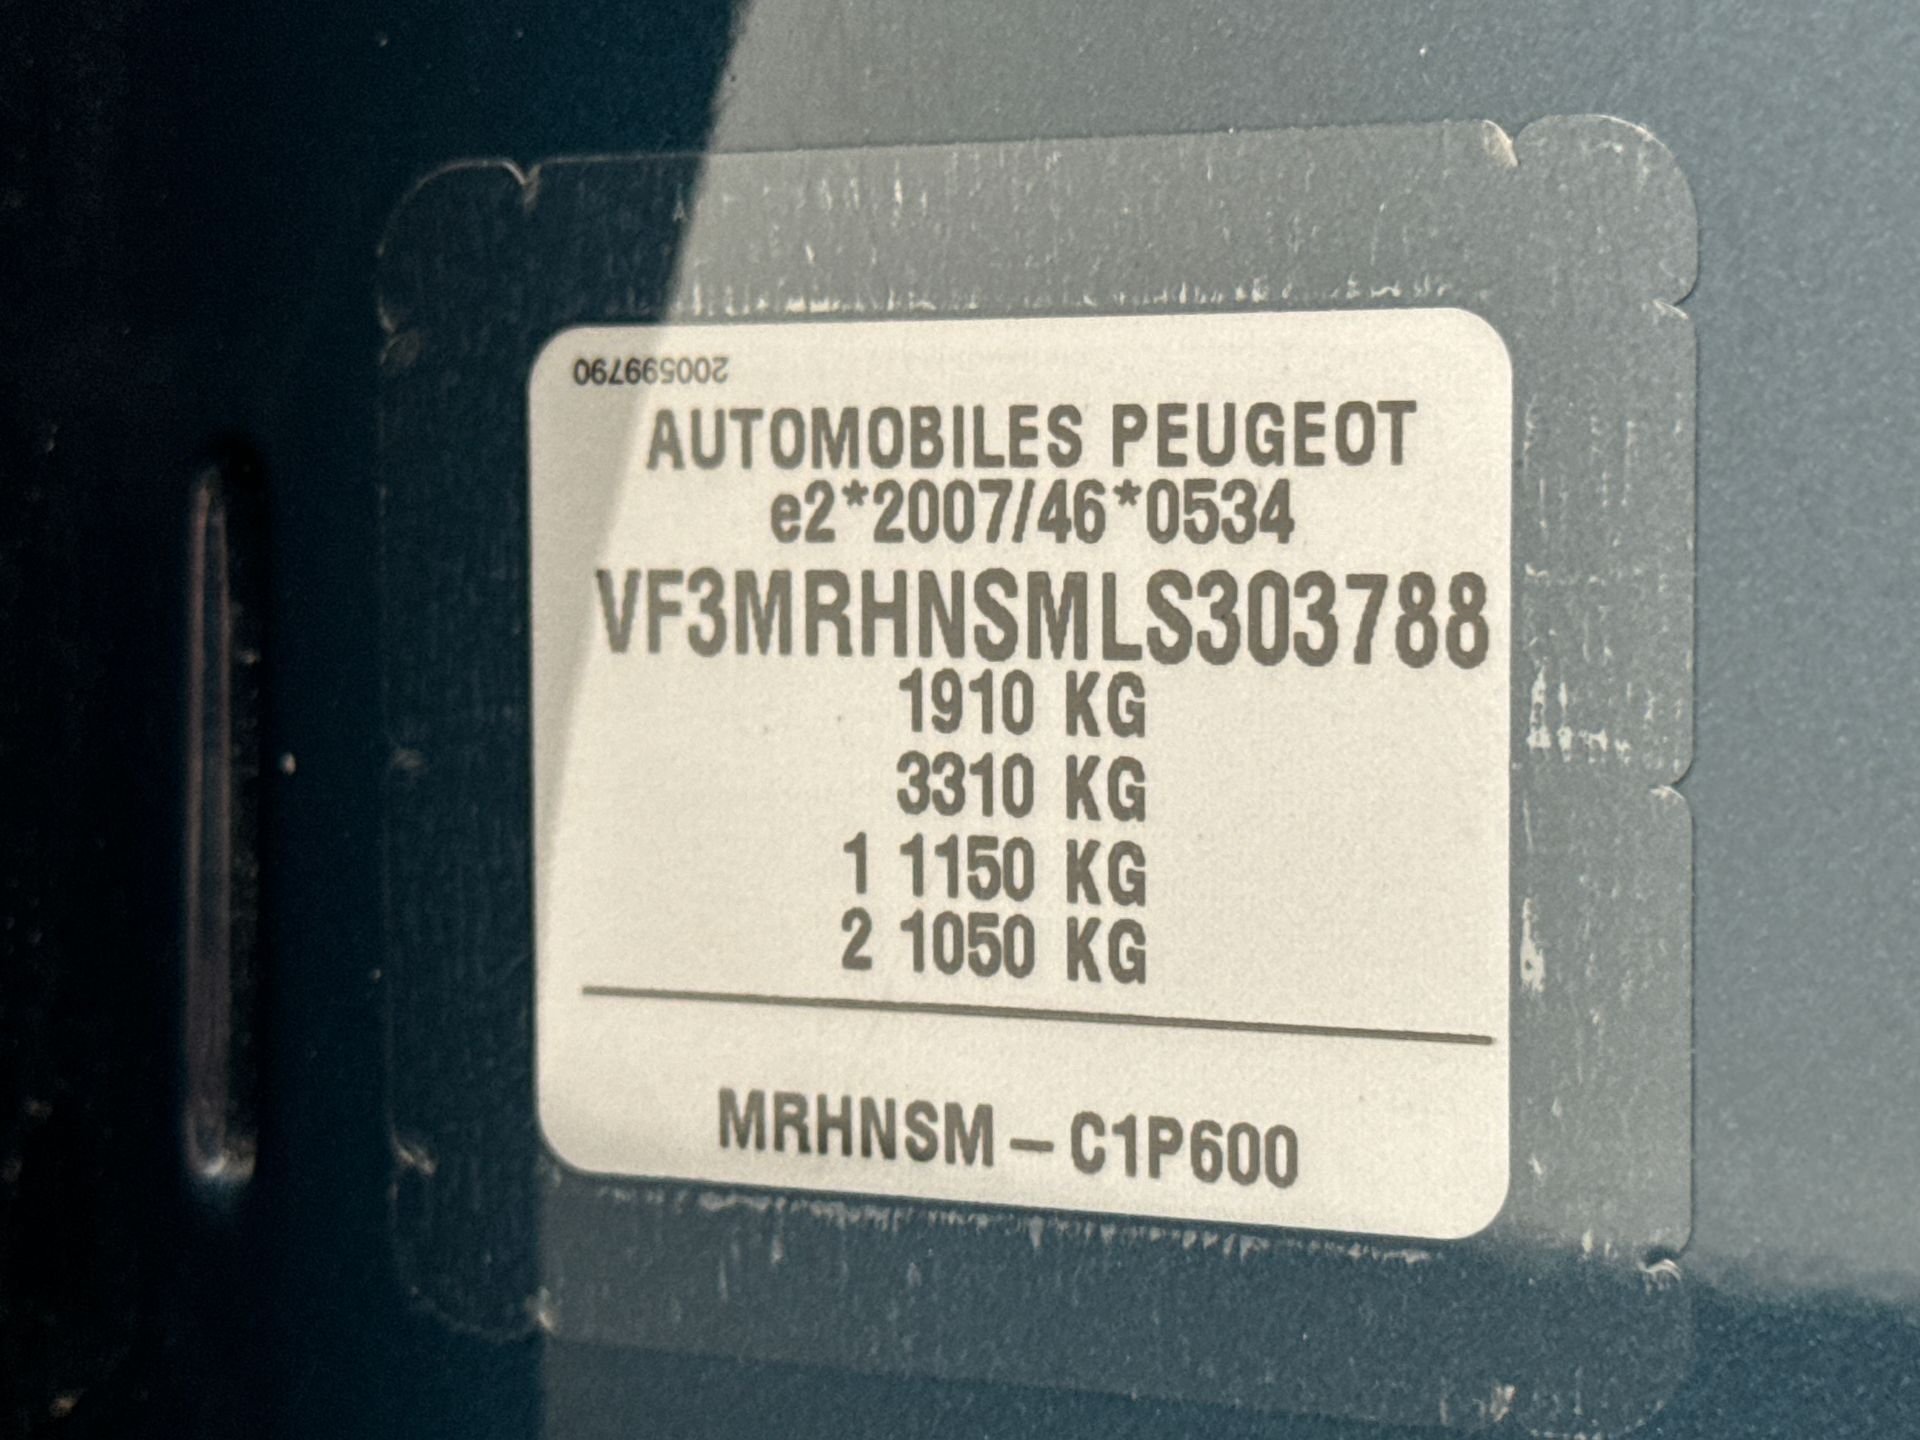 200599790
AUTOMOBILES PEUGEOT
e2*2007/46*0534
VF3MRHNSMLS303788
1910 KG
3310 KG
1 1150 KG
2 1050 KG
MRHNSM – C1P600